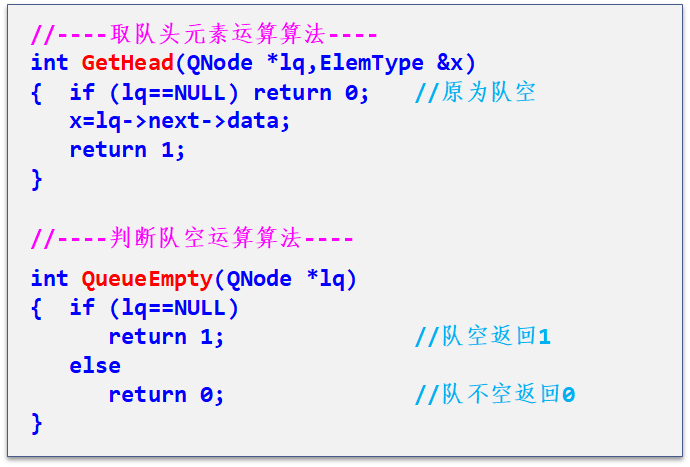 //----取队头元素运算算法----
int GetHead(QNode *lq,ElemType &x)
{  if (lq==NULL) return 0;   //原为队空
   x=lq->next->data;
   return 1;
}
//----判断队空运算算法----
int QueueEmpty(QNode *lq)
{  if (lq==NULL)
      return 1;               //队空返回1
   else
      return 0;               //队不空返回0
}